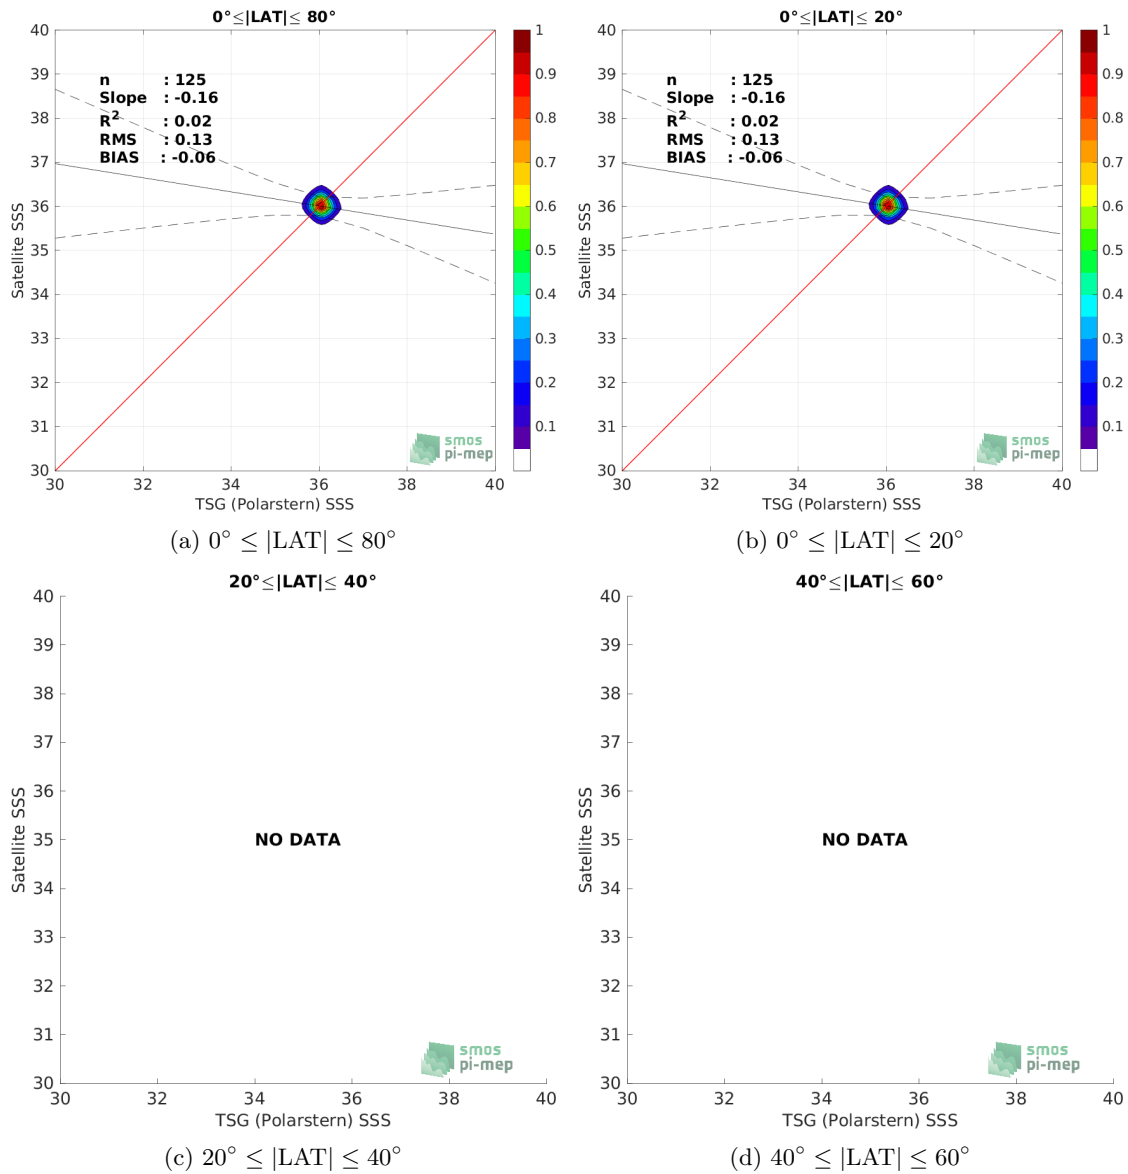 0°≤|LAT|≤ 80°
n : 125
Slope : -0.16
R2 : 0.02
RMS : 0.13
BIAS : -0.06
Satellite SSS
40
39
38
37
36
35
34
33
32
31
30
30 32 34 36 38 40
TSG (Polarstern) SSS
1
0.9
0.8
0.7
0.6
0.5
0.4
0.3
0.2
0.1
smos
pi-mep
(a) 0° ≤ |LAT| ≤ 80°
0°≤|LAT|≤ 20°
n : 125
Slope : -0.16
R2 : 0.02
RMS : 0.13
BIAS : -0.06
Satellite SSS
40
39
38
37
36
35
34
33
32
31
30
30 32 34 36 38 40
TSG (Polarstern) SSS
1
0.9
0.8
0.7
0.6
0.5
0.4
0.3
0.2
0.1
smos
pi-mep
(b) 0° ≤ |LAT| ≤ 20°
20°≤|LAT|≤ 40°
Satellite SSS
40
39
38
37
36
35
34
33
32
31
30
NO DATA
30 32 34 36 38 40
TSG (Polarstern) SSS
smos
pi-mep
(c) 20° ≤ |LAT| ≤ 40°
40°≤|LAT|≤ 60°
Satellite SSS
40
39
38
37
36
35
34
33
32
31
30
NO DATA
30 32 34 36 38 40
TSG (Polarstern) SSS
smos
pi-mep
(d) 40° ≤ |LAT| ≤ 60°